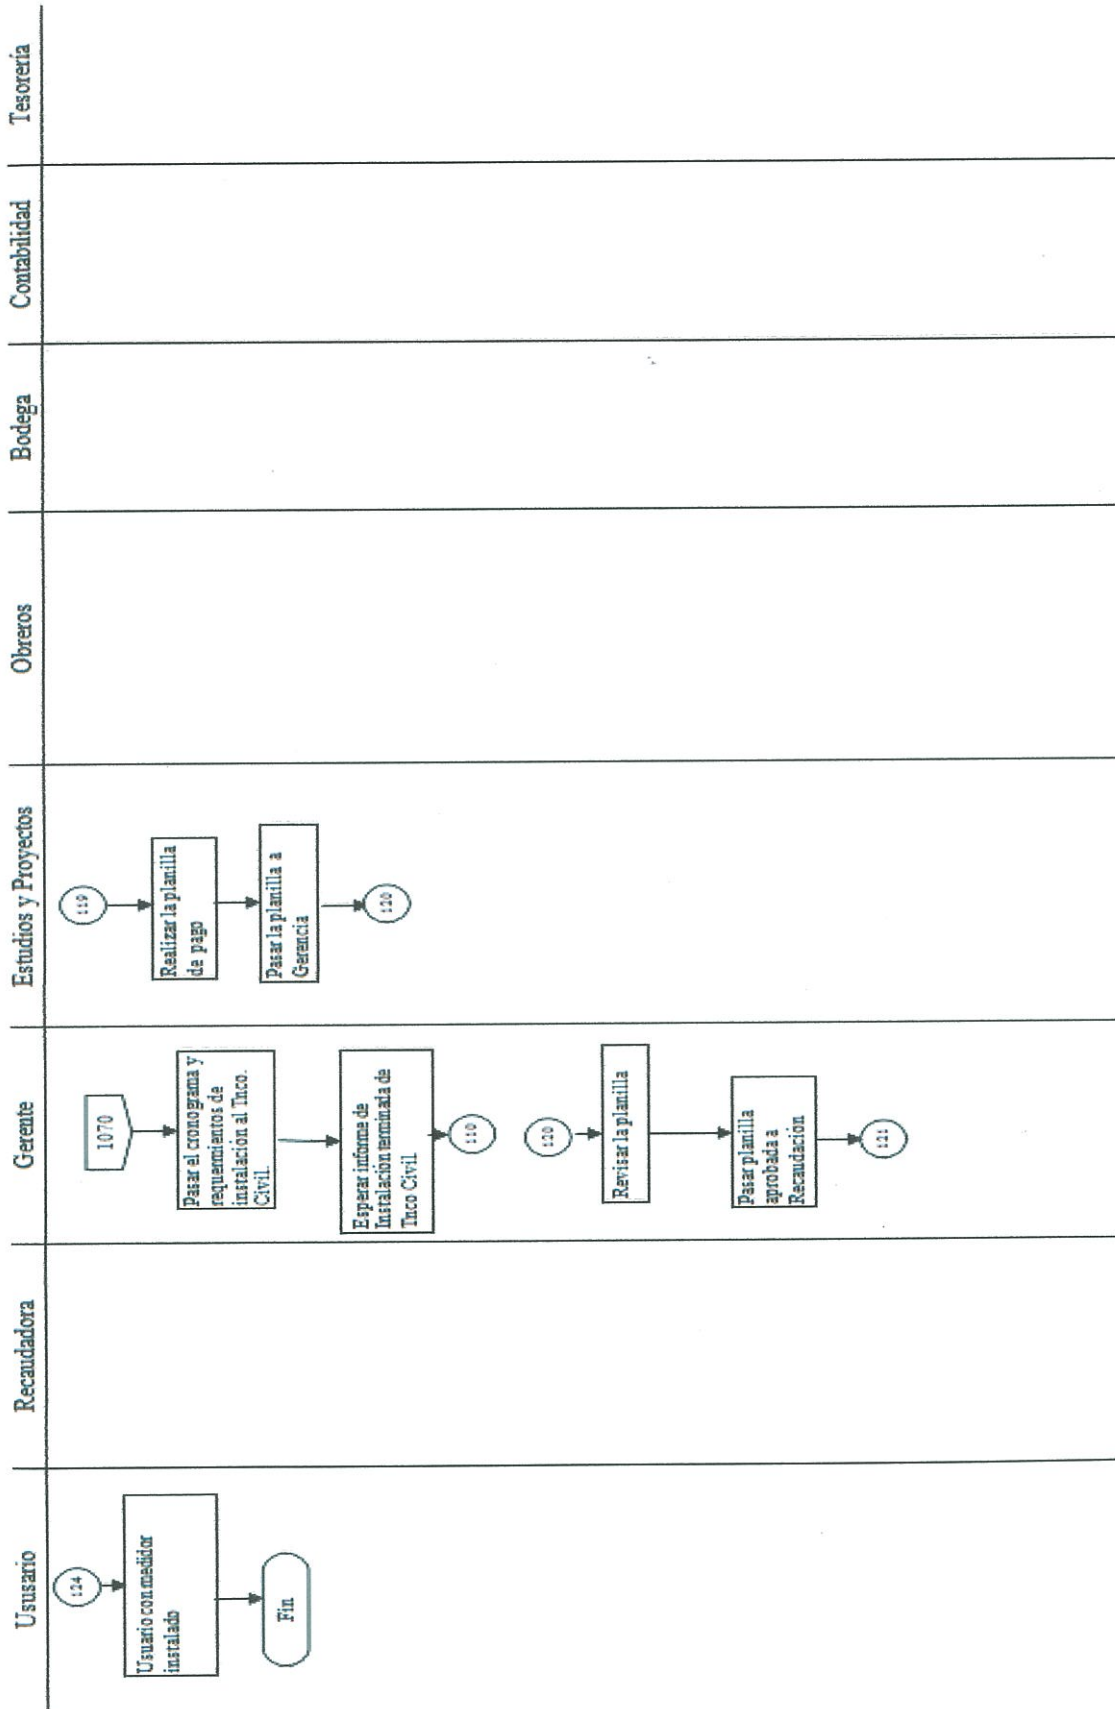 Ususario
Recaudadora
Gerente
Estudios y Proyectos
Obreros
Bodega
Contabilidad
Tesorería
124
Usuario con medidor
instalado
Fin
1070
Pasar el cronograma y
requermientos de
instalación al Tnco.
Civil.
Esperar informe de
Instalación terminada de
Tnco Civil
110
120
Revisar la planilla
Pasar planilla
aprobada a
Recaudación
121
119
Realizar la planilla
de pago
Pasar la planilla a
Gerencia
120